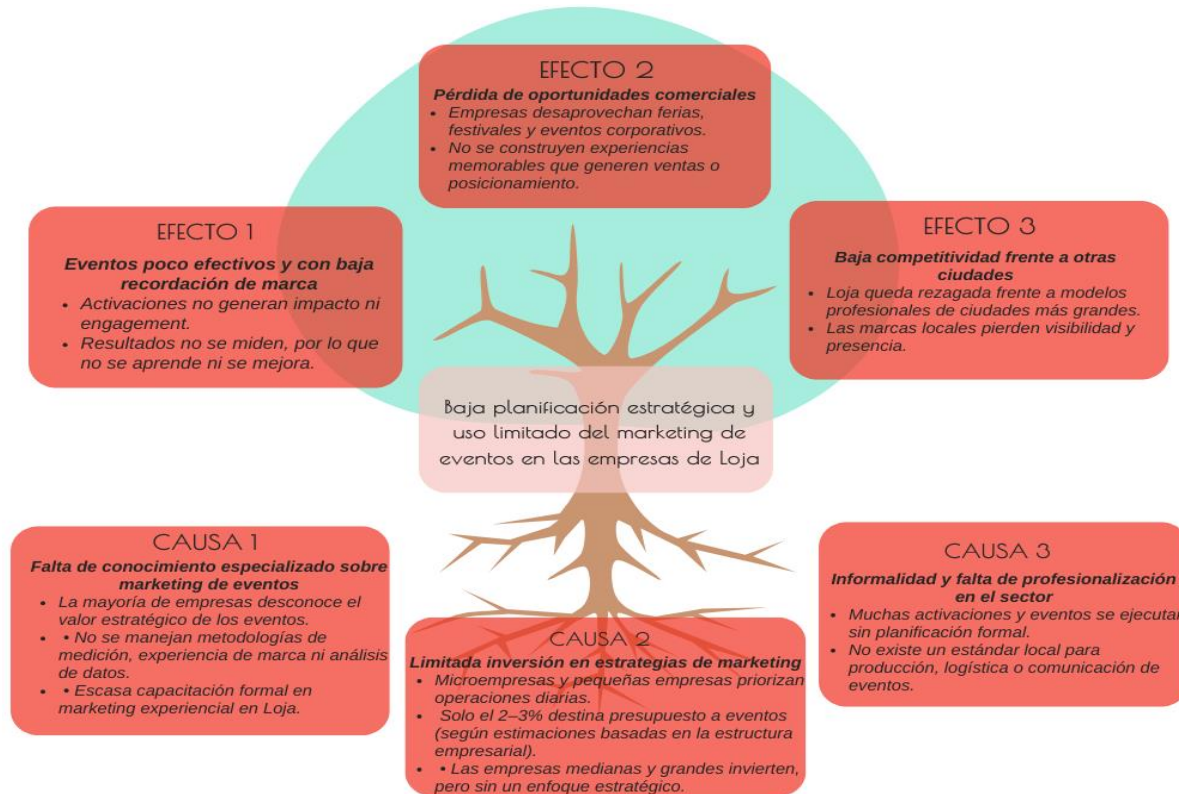 EFECTO 2
Pérdida de oportunidades comerciales
• Empresas desaprovechan ferias,
festivales y eventos corporativos.
• No se construyen experiencias
memorables que generen ventas o
posicionamiento.
EFECTO 1
Eventos poco efectivos y con baja
recordación de marca
• Activaciones no generan impacto ni
engagement.
• Resultados no se miden, por lo que
no se aprende ni se mejora.
EFECTO 3
Baja competitividad frente a otras
ciudades
• Loja queda rezagada frente a modelos
profesionales de ciudades más grandes.
• Las marcas locales pierden visibilidad y
presencia.
Baja planificación estratégica y
uso limitado del marketing de
eventos en las empresas de Loja
CAUSA 1
Falta de conocimiento especializado sobre
marketing de eventos
• La mayoría de empresas desconoce el
valor estratégico de los eventos.
• • No se manejan metodologías de
medición, experiencia de marca ni análisis
de datos.
• • Escasa capacitación formal en
marketing experiencial en Loja.
CAUSA 2
Limitada inversión en estrategias de marketing
• Microempresas y pequeñas empresas priorizan
operaciones diarias.
• Solo el 2–3% destina presupuesto a eventos
(según estimaciones basadas en la estructura
empresarial).
• • Las empresas medianas y grandes invierten,
pero sin un enfoque estratégico.
CAUSA 3
Informalidad y falta de profesionalización
en el sector
• Muchas activaciones y eventos se ejecutan
sin planificación formal.
• No existe un estándar local para
producción, logística o comunicación de
eventos.